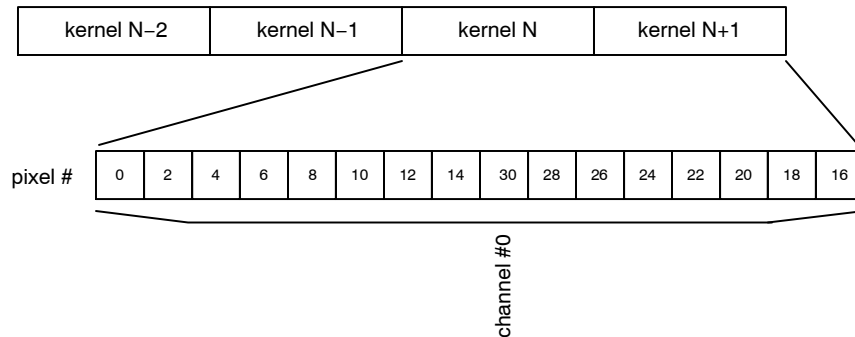 kernel N−2 kernel N−1 kernel N kernel N+1
pixel # 0 2 4 6 8 10 12 14 30 28 26 24 22 20 18 16
channel #0